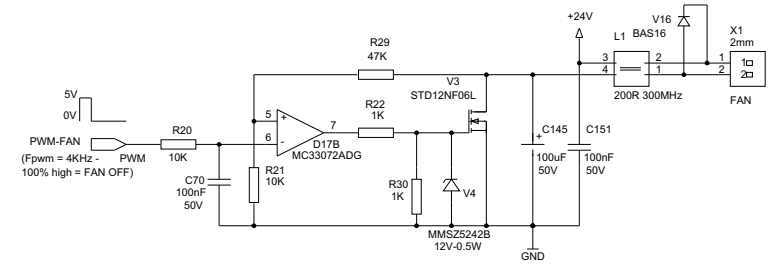 +24V
V16
BAS16
X1
2mm
L1
R29
47K
3
2
1
1
4
1
2
2
V3
STD12NF06L
200R 300MHz
FAN
5V
0V
R22
1K
5
+
7
6
-
PWM-FAN
R20
D17B
MC33072ADG
C145
C151
+
(Fpwm = 4KHz -
PWM
10K
100% high = FAN OFF)
R21
10K
100uF
50V
100nF
50V
C70
100nF
50V
R30
1K
V4
MMSZ5242B
12V-0.5W
GND